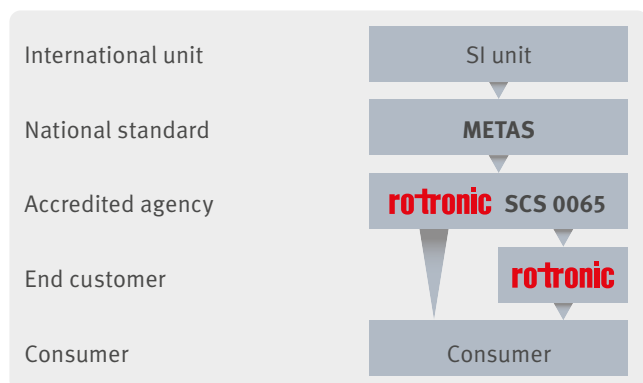 International unit SI unit
National standard METAS
Accredited agency rotronic SCS 0065
End customer rotronic
Consumer Consumer